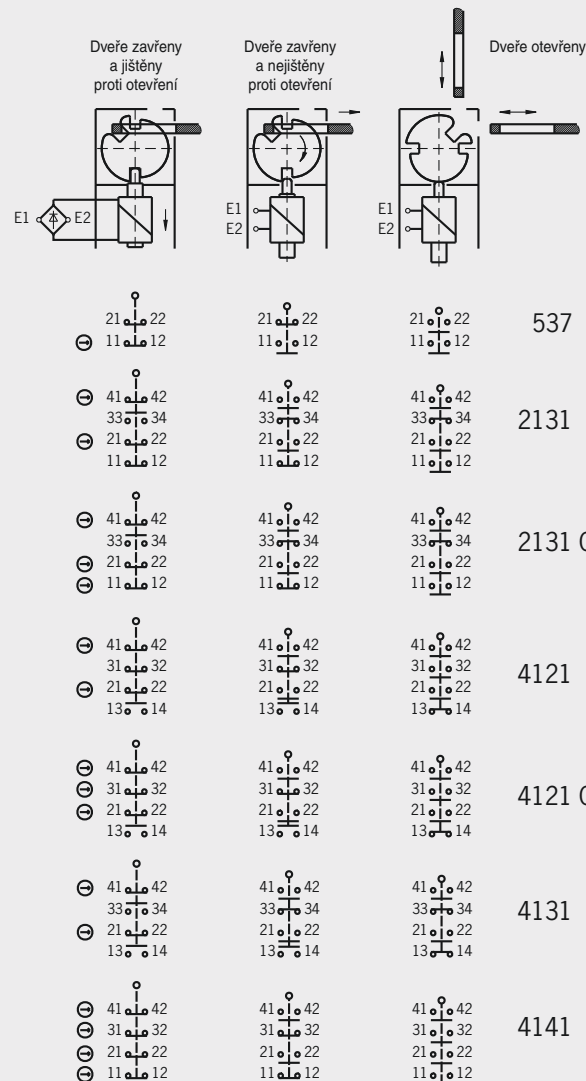 Dveře zavřeny
a jištěny
proti otevření
Dveře zavřeny
a nejištěny
proti otevření
Dveře otevřeny
E1 E2
E1
E2
E1
E2
21 22 21 22 21 22 537
11 12 11 12 11 12
41 42 41 42 41 42
33 34 33 34 33 34 2131
21 22 21 22 21 22
11 12 11 12 11 12
41 42 41 42 41 42
33 34 33 34 33 34 2131
21 22 21 22 21 22
11 12 11 12 11 12
41 42 41 42 41 42
31 32 31 32 31 32 4121
21 22 21 22 21 22
13 14 13 14 13 14
41 42 41 42 41 42
31 32 31 32 31 32 4121
21 22 21 22 21 22
13 14 13 14 13 14
41 42 41 42 41 42
33 34 33 34 33 34 4131
21 22 21 22 21 22
13 14 13 14 13 14
41 42 41 42 41 42
31 32 31 32 31 32 4141
21 22 21 22 21 22
11 12 11 12 11 12